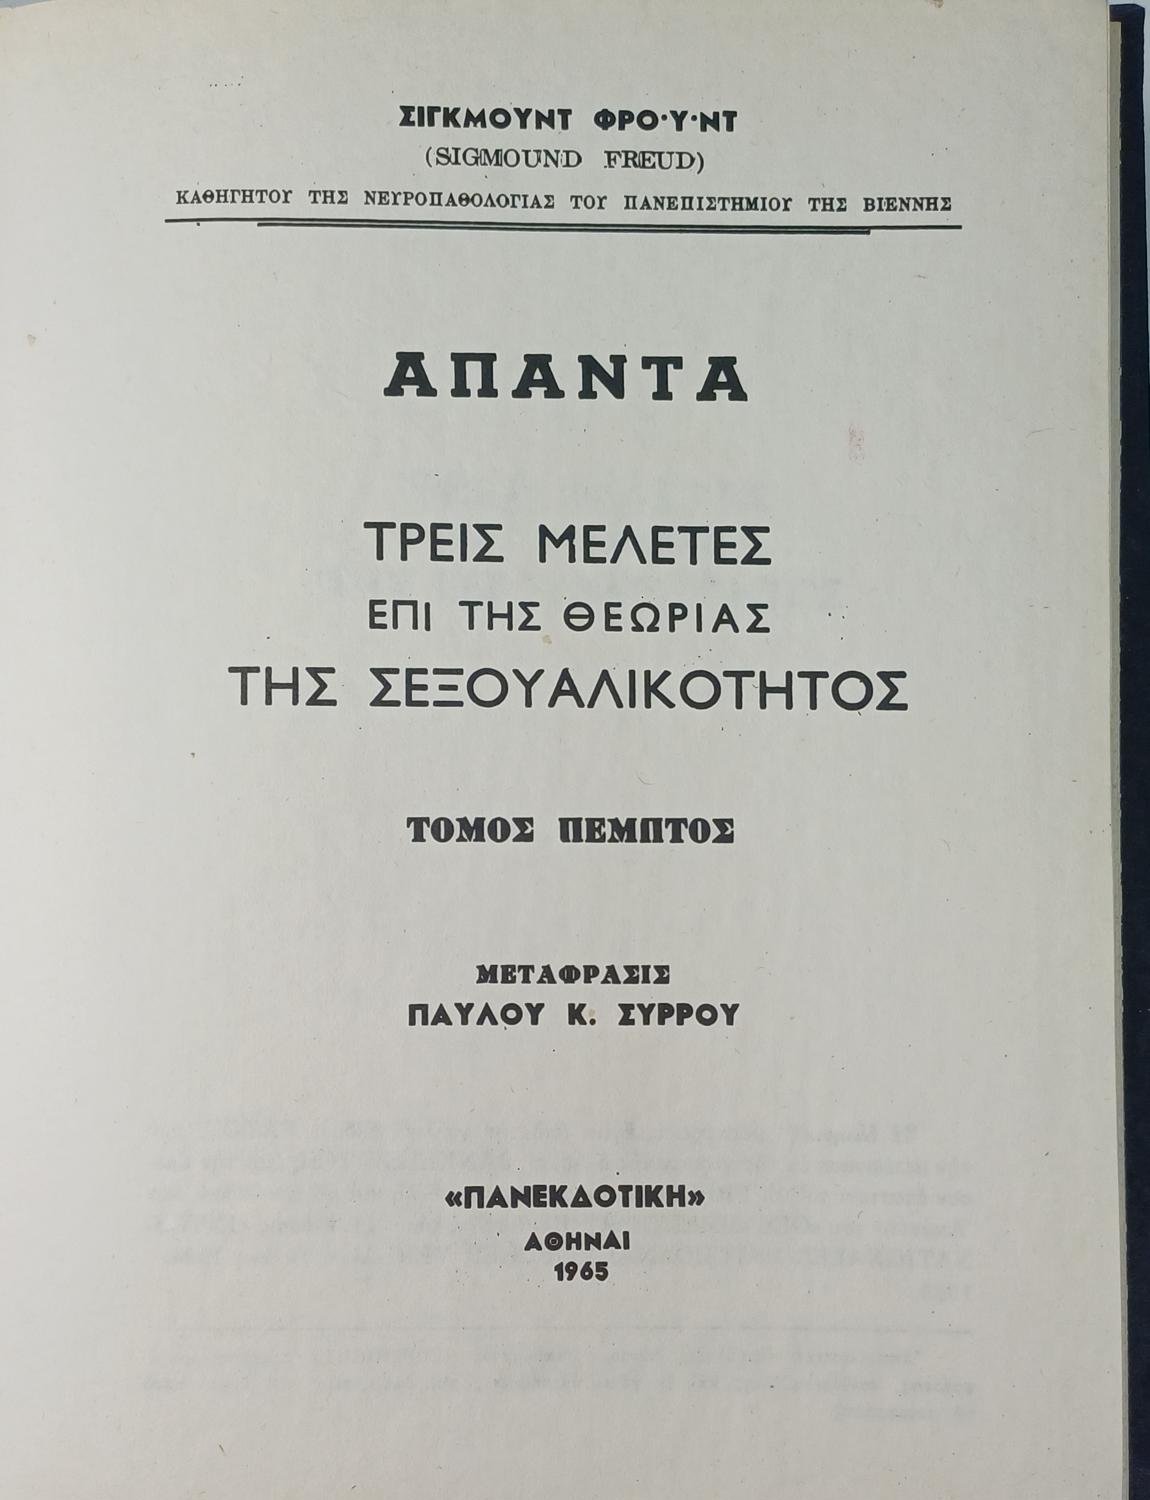 ΣΙΓΚΜΟΥΝΤ ΦΡΟ·Υ·ΝΤ
(SIGMOUND FREUD)
ΚΑΘΗΓΗΤΟΥ ΤΗΣ ΝΕΥΡΟΠΑΘΟΛΟΓΙΑΣ ΤΟΥ ΠΑΝΕΠΙΣΤΗΜΙΟΥ ΤΗΣ ΒΙΕΝΝΗΣ
ΑΠΑΝΤΑ
ΤΡΕΙΣ ΜΕΛΕΤΕΣ
ΕΠΙ ΤΗΣ ΘΕΩΡΙΑΣ
ΤΗΣ ΣΕΞΟΥΑΛΙΚΟΤΗΤΟΣ
ΤΟΜΟΣ ΠΕΜΠΤΟΣ
ΜΕΤΑΦΡΑΣΙΣ
ΠΑΥΛΟΥ Κ. ΣΥΡΡΟΥ
«ΠΑΝΕΚΔΟΤΙΚΗ»
ΑΘΗΝΑΙ
1965